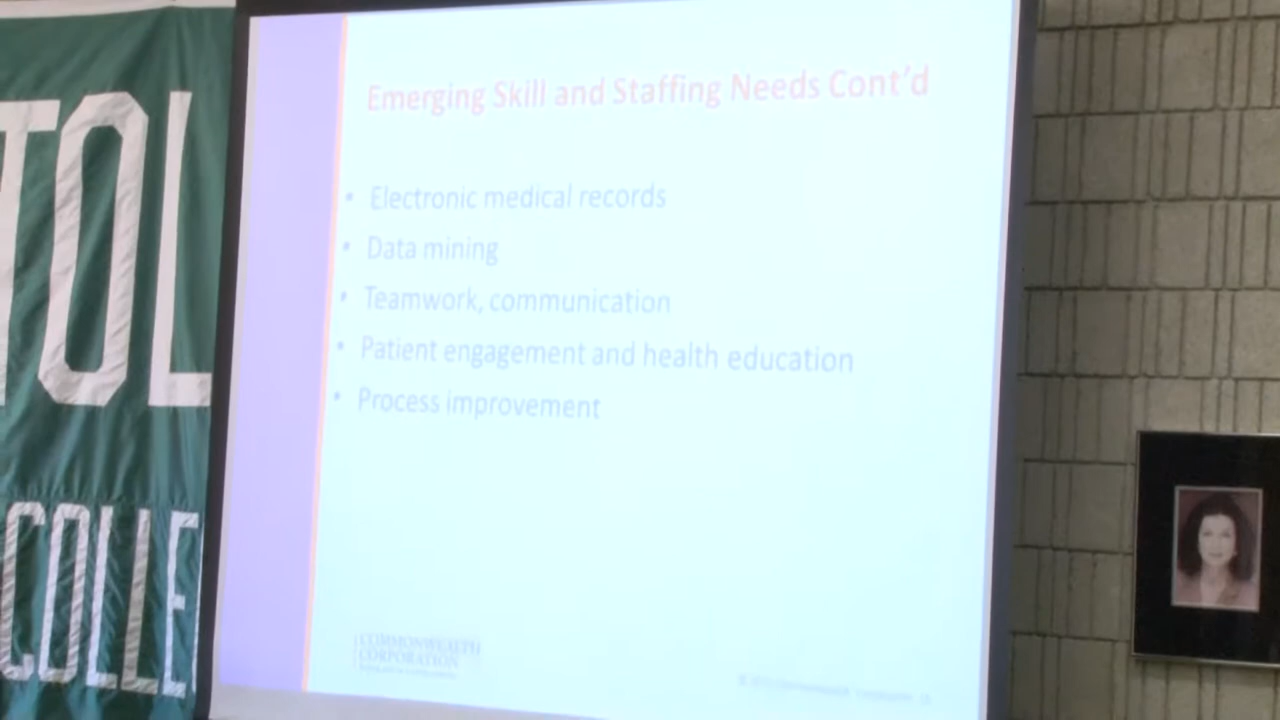 TOL
COLLE
Emerging Skill and Staffing Needs Cont'd
• Electronic medical records
• Data mining
• Teamwork, communication
• Patient engagement and health education
• Process improvement
COMMONWEALTH
CORPORATION